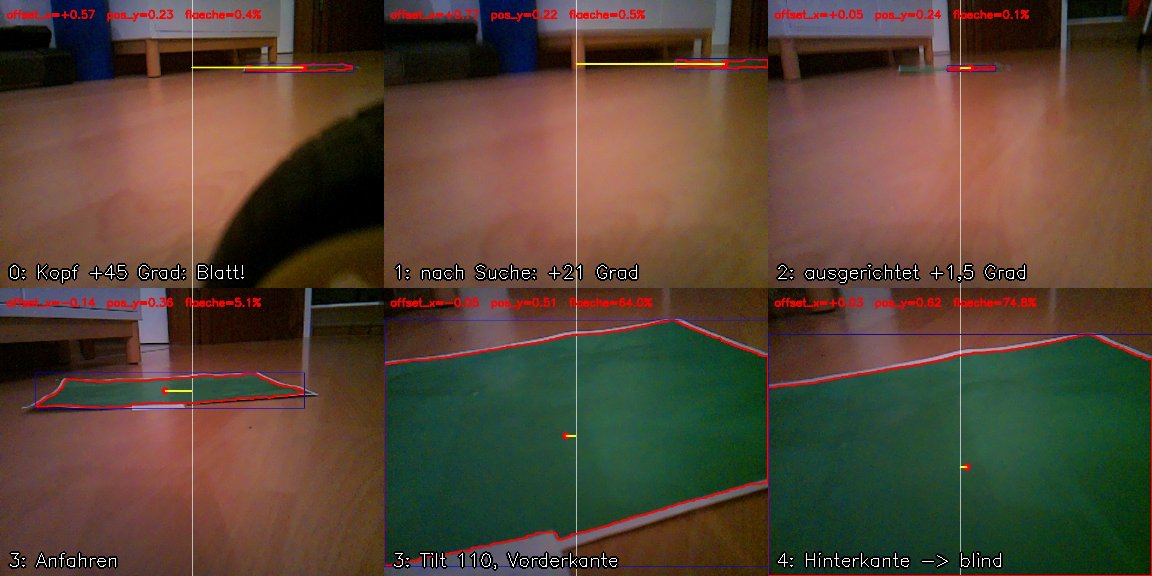 offset_x=+0.57 pos_y=0.23 flaeche=0.4%
offset_x=+0.77 pos_y=0.22 flaeche=0.5%
offset_x=+0.05 pos_y=0.24 flaeche=0.1%
0: Kopf +45 Grad: Blatt!
1: nach Suche: +21 Grad
2: ausgerichtet +1,5 Grad
offset_x=-0.14 pos_y=0.36 flaeche=5.1%
pos_y=0.51 flaeche=64.0%
offset_x=+0.03 pos_y=0.62 flaeche=74.8%
3: Anfahren
3: Tilt 110, Vorderkante
4: Hinterkante -> blind